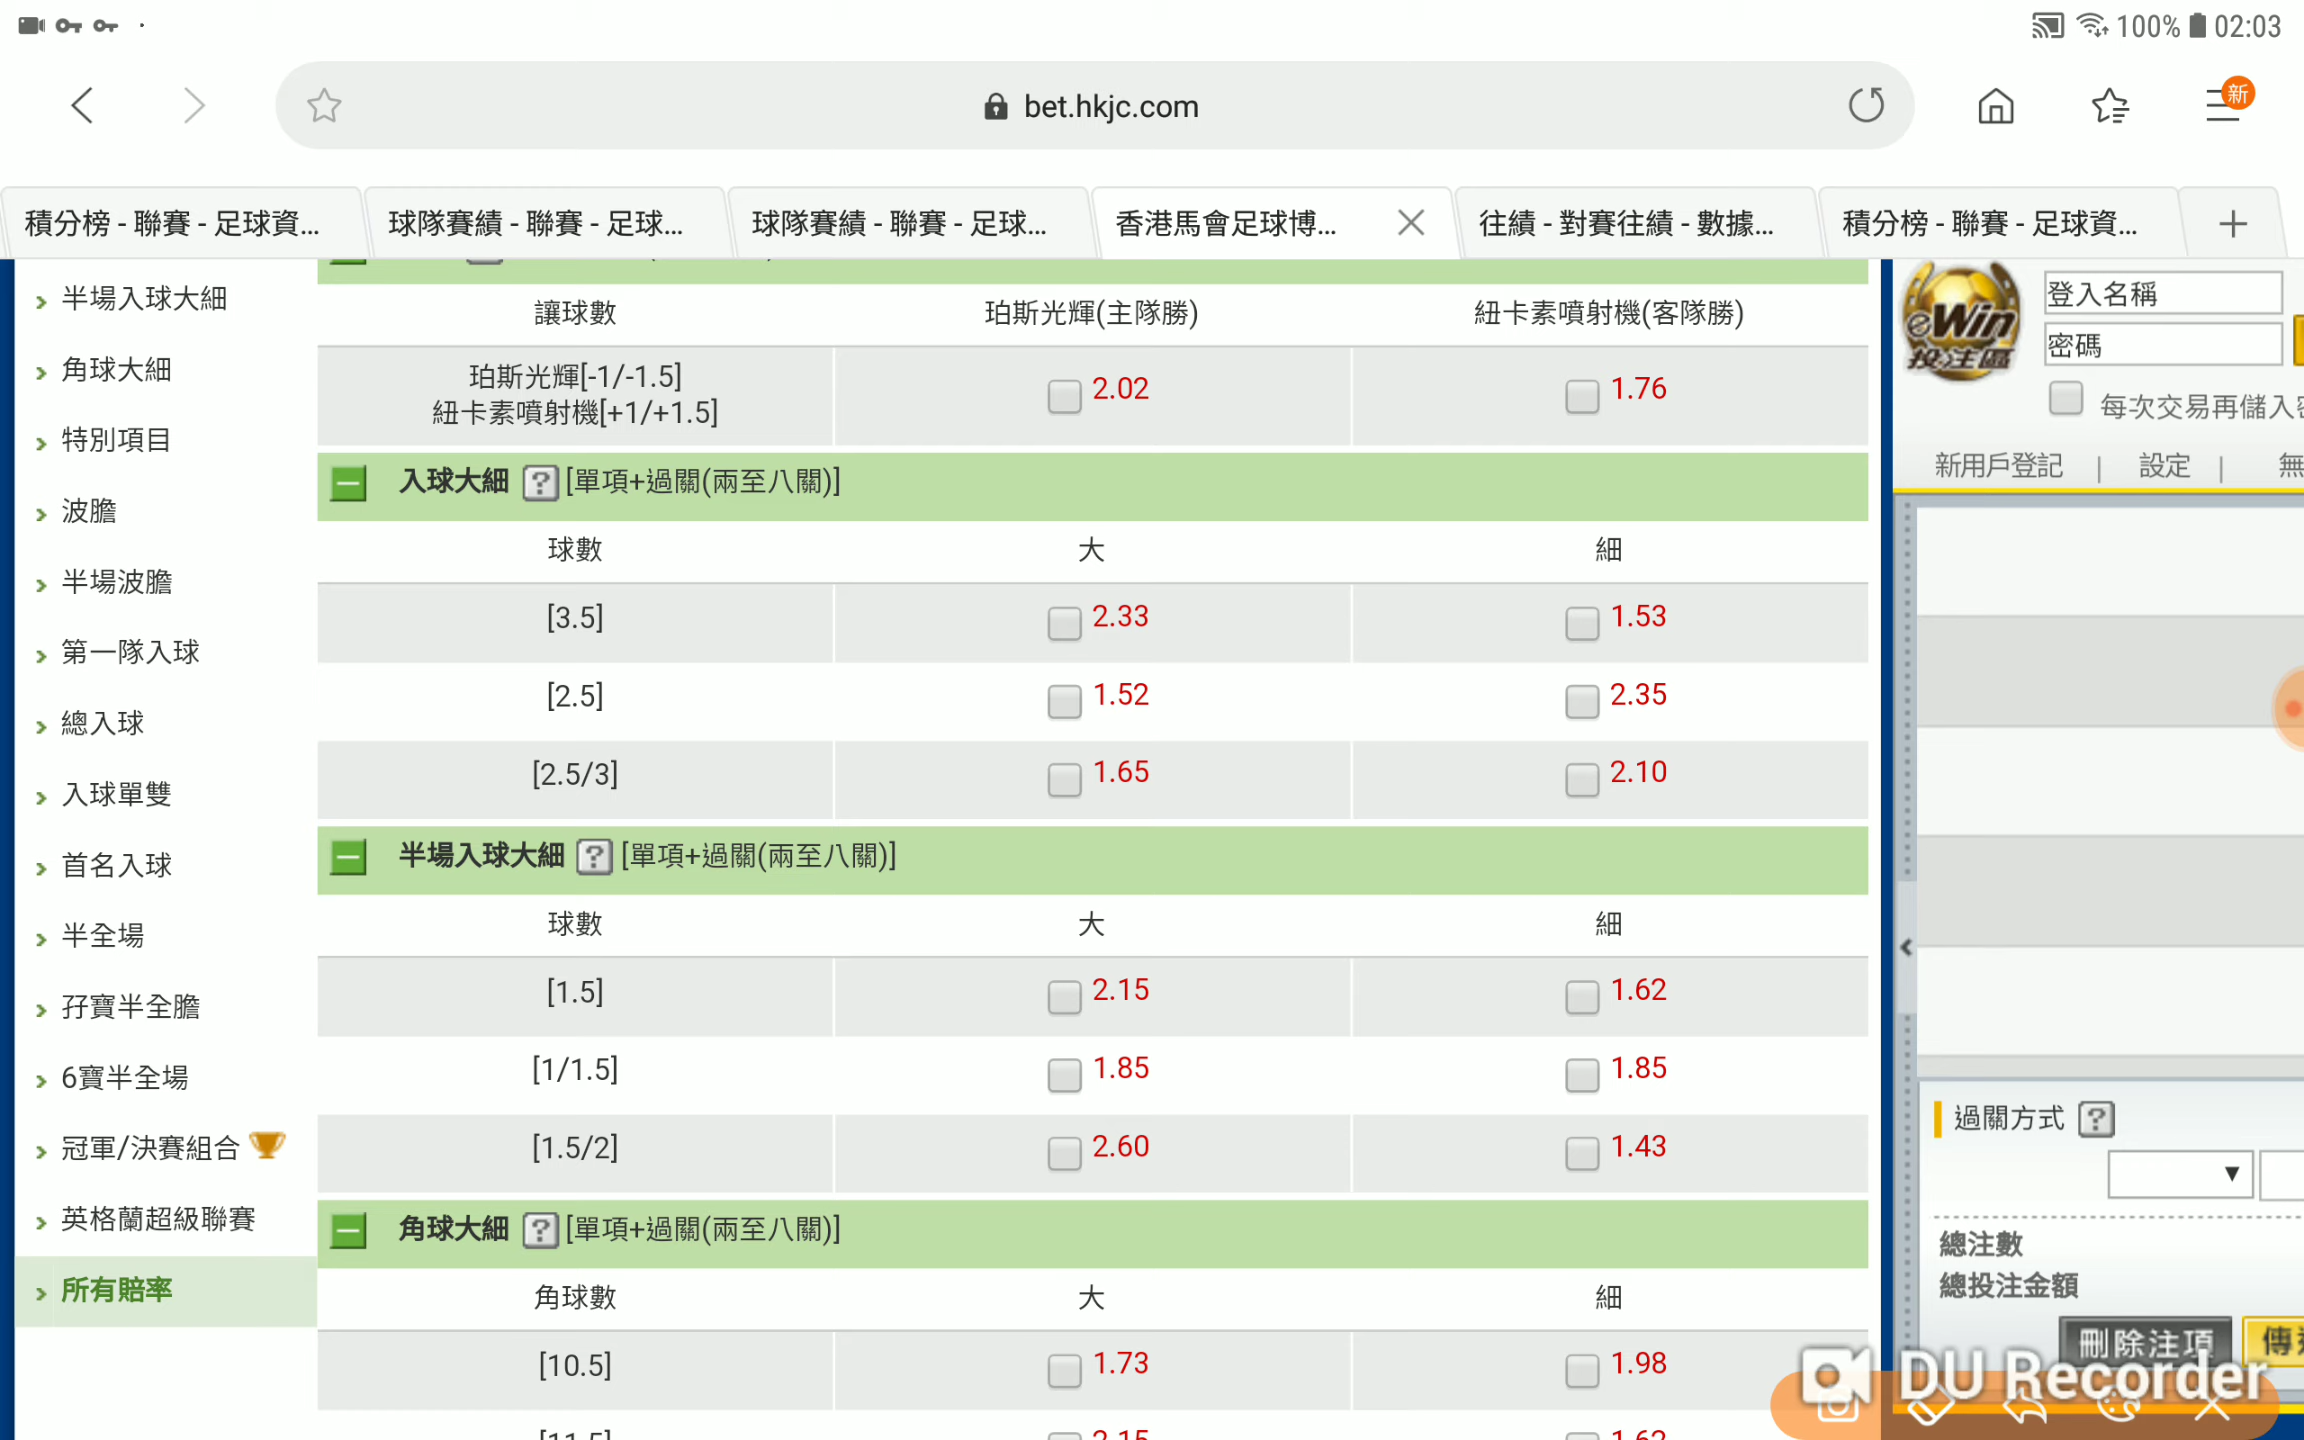 100% 02:03
bet.hkjc.com
新
積分榜 - 聯賽 - 足球資...
球隊賽績 - 聯賽 - 足球...
球隊賽績 - 聯賽 - 足球...
香港馬會足球博...
往績 - 對賽往績 - 數據...
積分榜 - 聯賽 - 足球資...
半場入球大細
角球大細
特別項目
波膽
半場波膽
第一隊入球
總入球
入球單雙
首名入球
半全場
孖寶半全膽
6寶半全場
冠軍/決賽組合
英格蘭超級聯賽
所有賠率
讓球數 珀斯光輝(主隊勝) 紐卡素噴射機(客隊勝)
珀斯光輝[-1/-1.5]
紐卡素噴射機[+1/+1.5]
2.02 1.76
入球大細 ? [單項+過關(兩至八關)]
球數 大 細
[3.5] 2.33 1.53
[2.5] 1.52 2.35
[2.5/3] 1.65 2.10
半場入球大細 ? [單項+過關(兩至八關)]
球數 大 細
[1.5] 2.15 1.62
[1/1.5] 1.85 1.85
[1.5/2] 2.60 1.43
角球大細 ? [單項+過關(兩至八關)]
角球數 大 細
[10.5] 1.73 1.98
[11.5] 2.15 1.62
eWin
投注區
登入名稱
密碼
每次交易再儲入
新用戶登記 | 設定 | 無
過關方式 ?
總注數
總投注金額
刪除注項
傳
DU Recorder